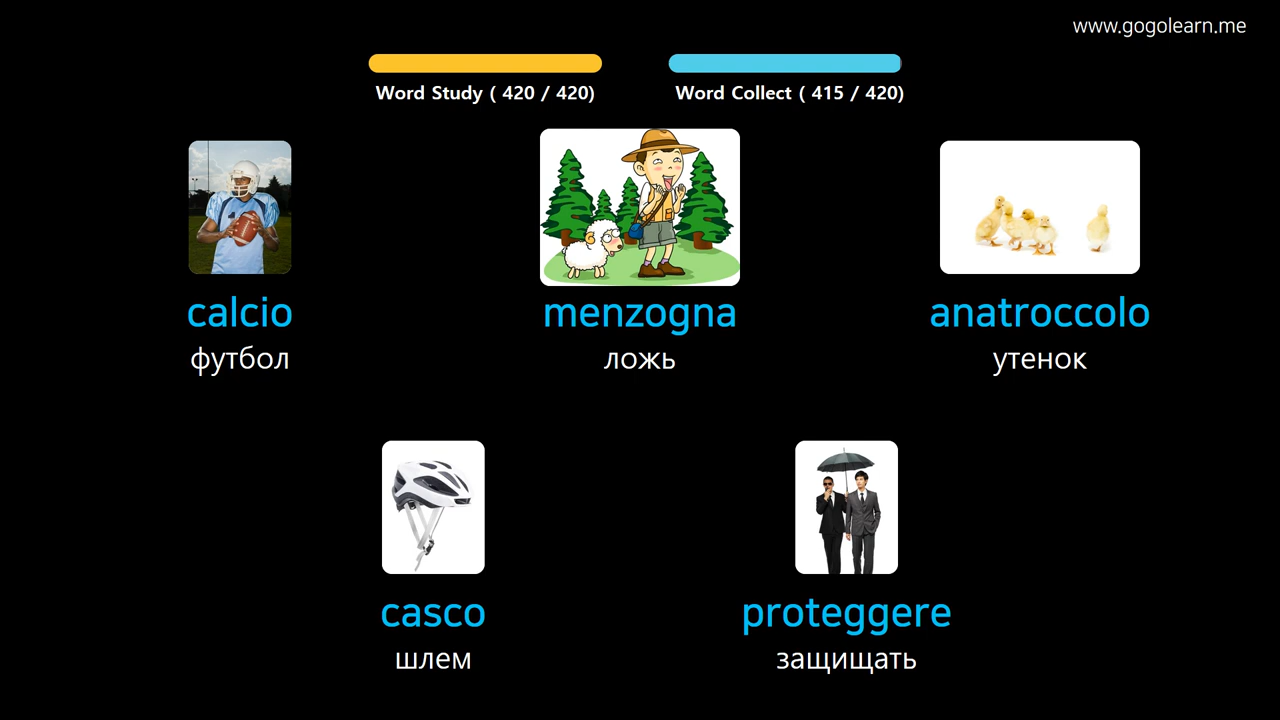 www.gogolearn.me
Word Study ( 420 / 420)
Word Collect ( 415 / 420)
calcio
футбол
menzogna
ложь
anatroccolo
утенок
casco
шлем
proteggere
защищать